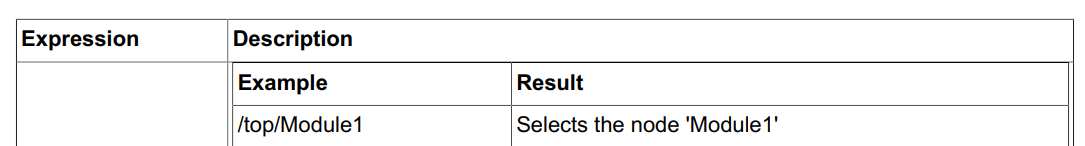 Expression Description
Example Result
/top/Module1 Selects the node 'Module1'